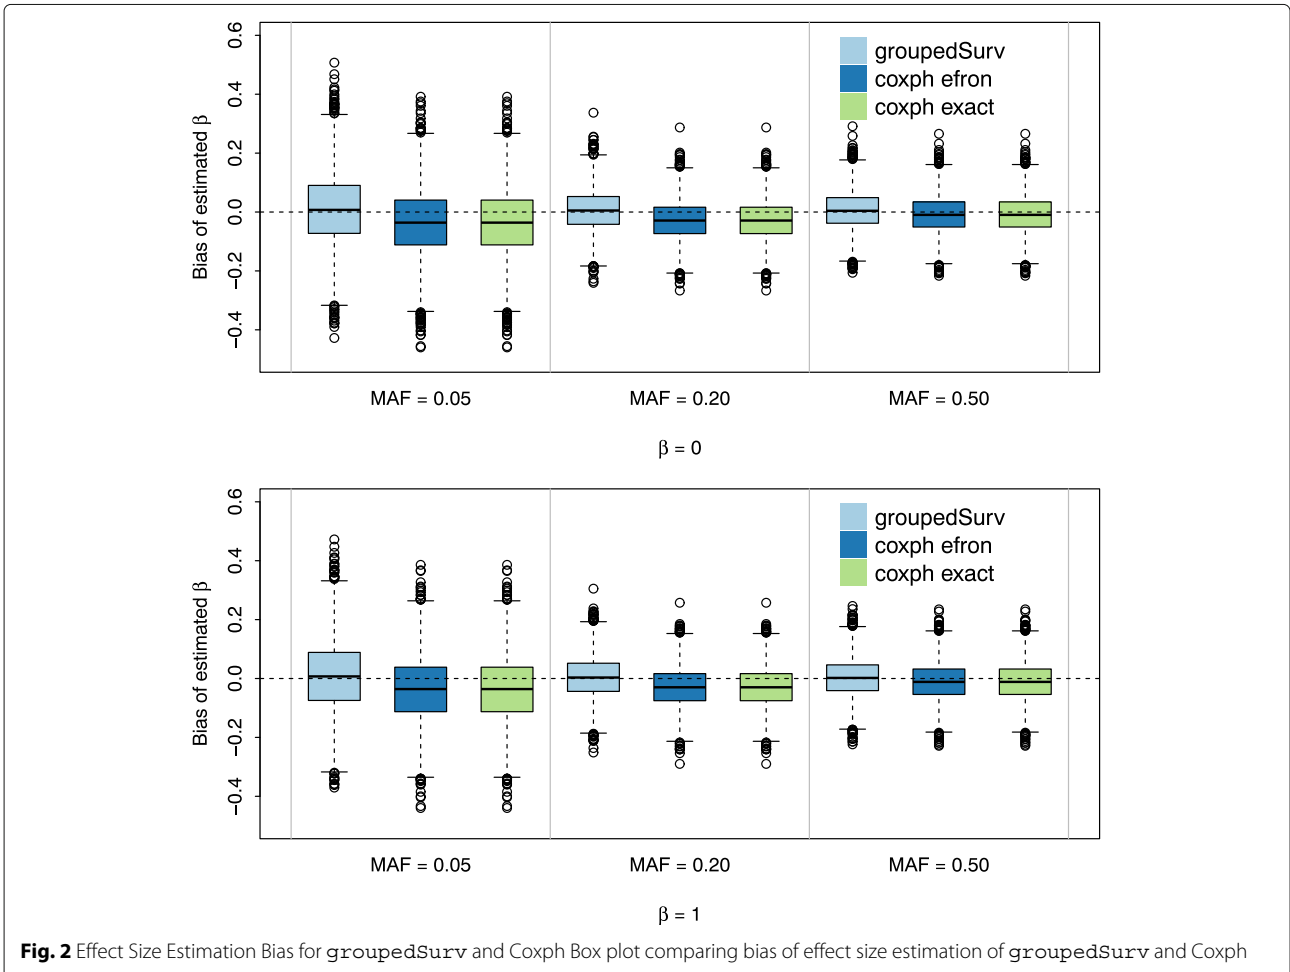 0.6
0.4
0.2
0.0
−0.2
−0.4
Bias of estimated β
groupedSurv
coxph efron
coxph exact
MAF = 0.05
MAF = 0.20
MAF = 0.50
β = 0
0.6
0.4
0.2
0.0
−0.2
−0.4
Bias of estimated β
groupedSurv
coxph efron
coxph exact
MAF = 0.05
MAF = 0.20
MAF = 0.50
β = 1
Fig. 2 Effect Size Estimation Bias for groupedSurv and Coxph Box plot comparing bias of effect size estimation of groupedSurv and Coxph